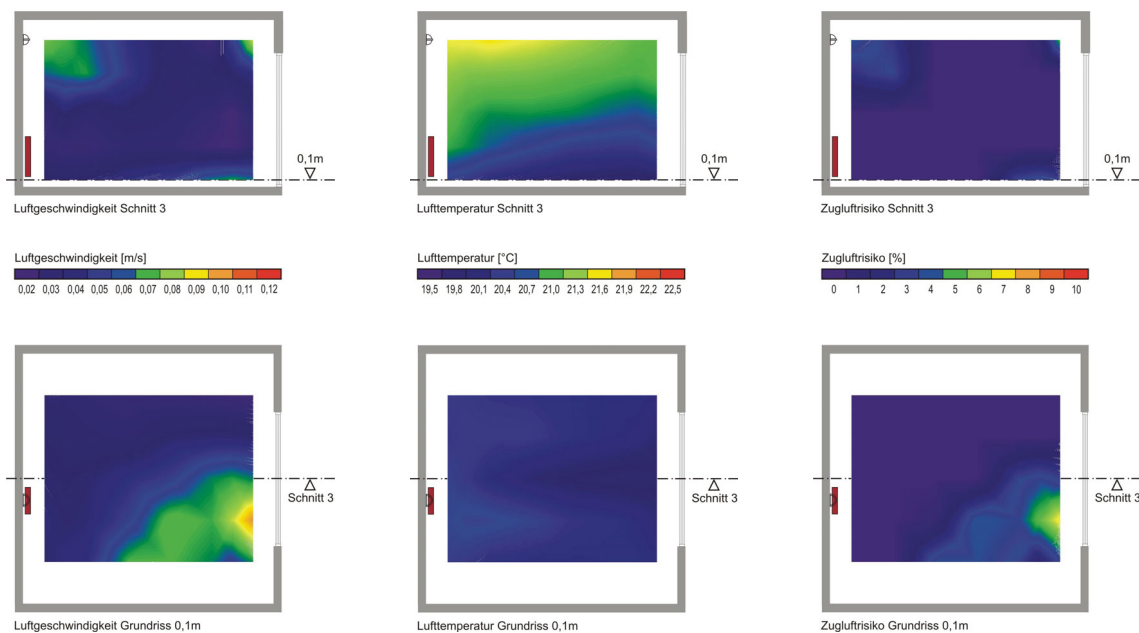 0,1m
0,1m
0,1m
Luftgeschwindigkeit Schnitt 3
Lufttemperatur Schnitt 3
Zugluftrisiko Schnitt 3
Luftgeschwindigkeit [m/s]
0,02 0,03 0,04 0,05 0,06 0,07 0,08 0,09 0,10 0,11 0,12
Lufttemperatur [°C]
19,5 19,8 20,1 20,4 20,7 21,0 21,3 21,6 21,9 22,2 22,5
Zugluftrisiko [%]
0 1 2 3 4 5 6 7 8 9 10
Schnitt 3
Schnitt 3
Schnitt 3
Luftgeschwindigkeit Grundriss 0,1m
Lufttemperatur Grundriss 0,1m
Zugluftrisiko Grundriss 0,1m